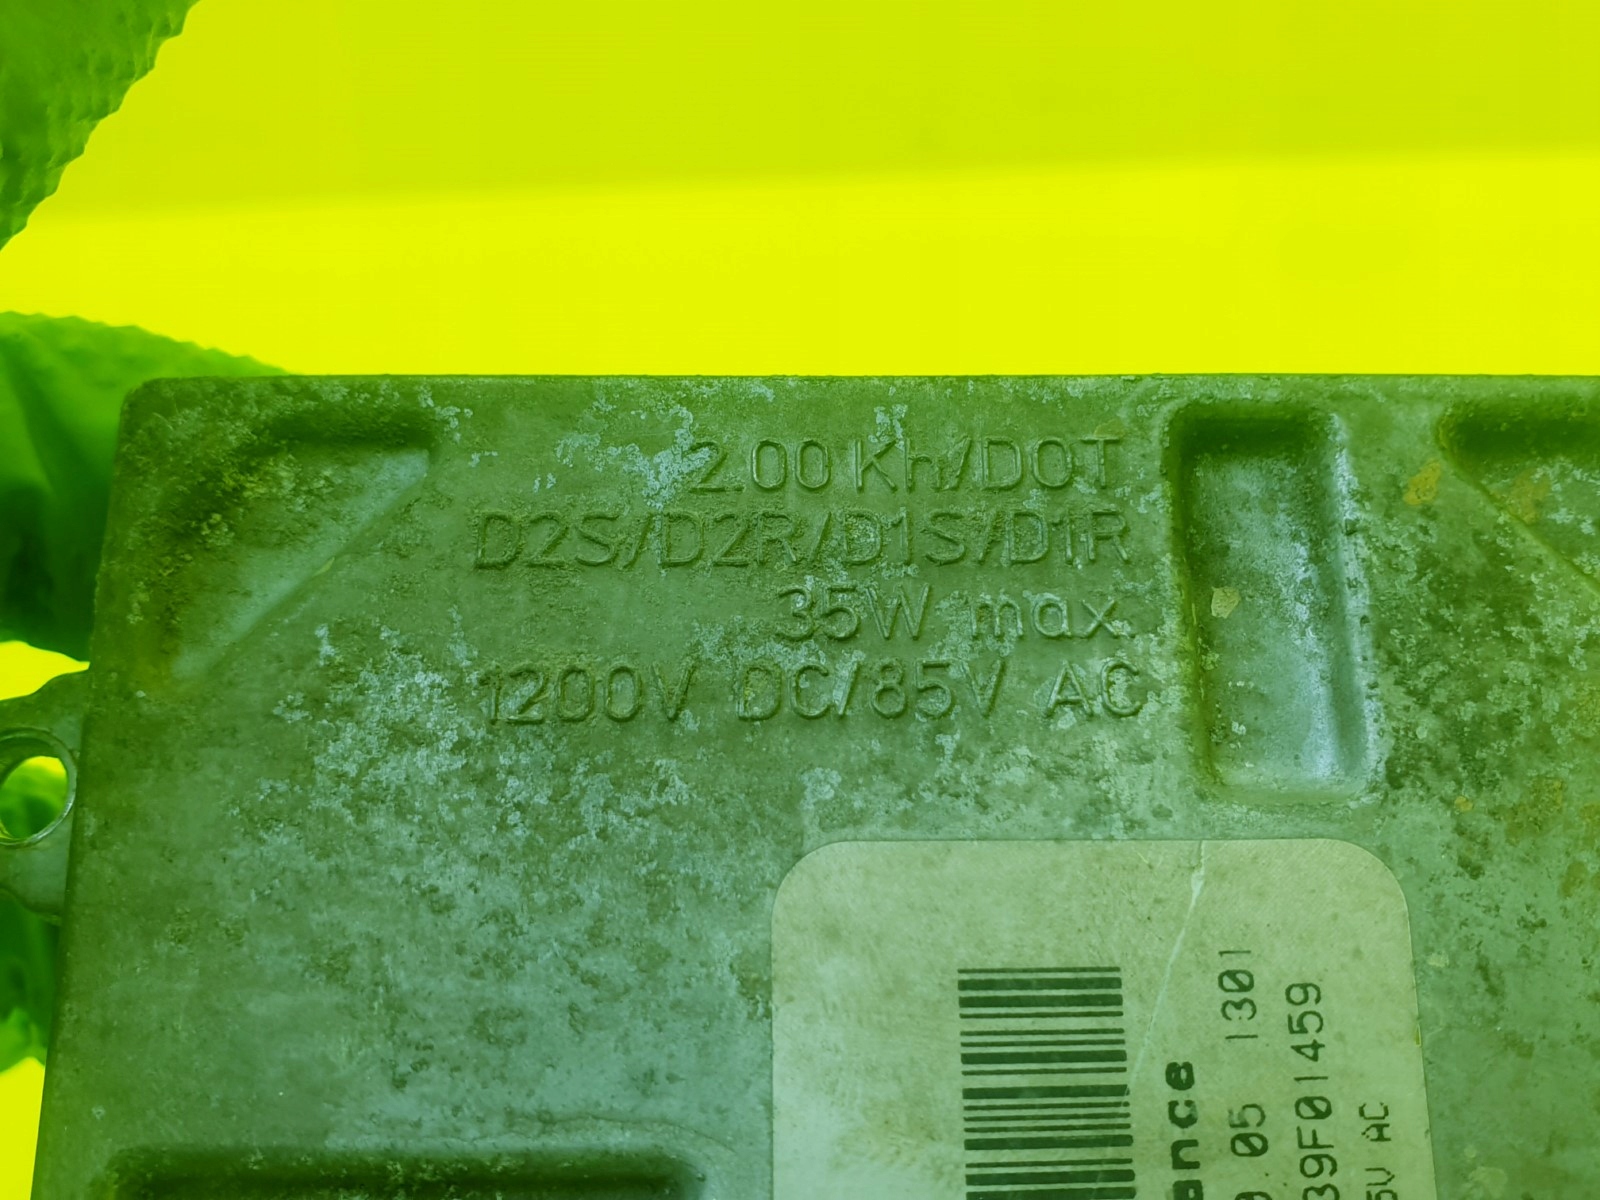 2.00 Kh/DOT
D2S/D2R/D1S/D1R
35W max.
1200V DC/85V AC
ance
.05 1301
39F01459
5V AC